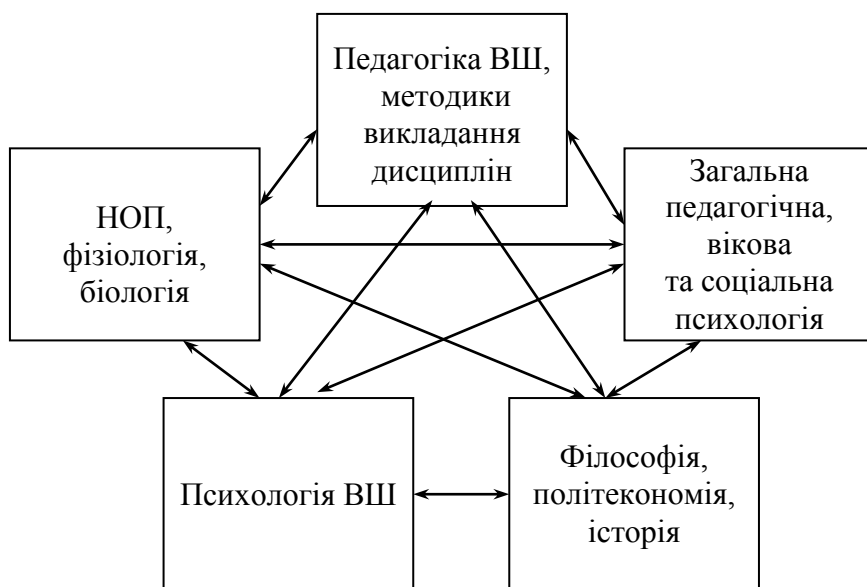 Педагогіка ВШ,
методики
викладання
дисциплін
НОП,
фізіологія,
біологія
Загальна
педагогічна,
вікова
та соціальна
психологія
Психологія ВШ
Філософія,
політекономія,
історія